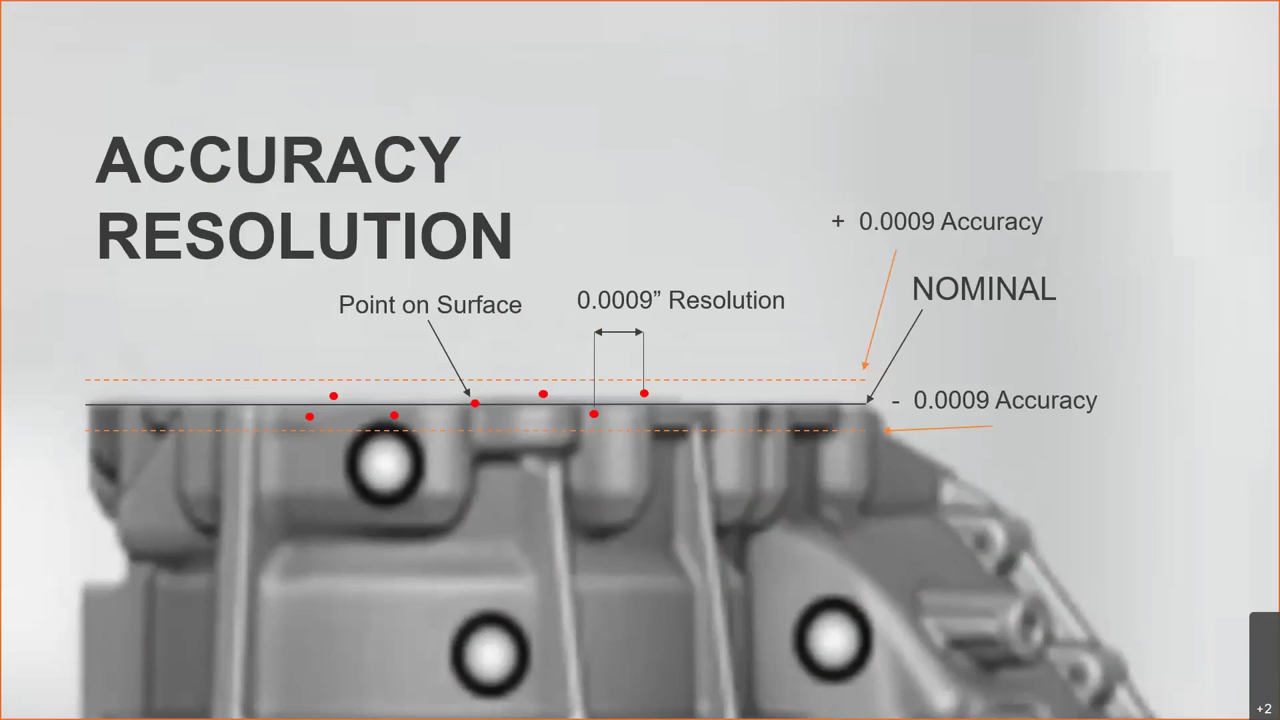 ACCURACY
RESOLUTION
+ 0.0009 Accuracy
NOMINAL
Point on Surface
0.0009” Resolution
- 0.0009 Accuracy
+2